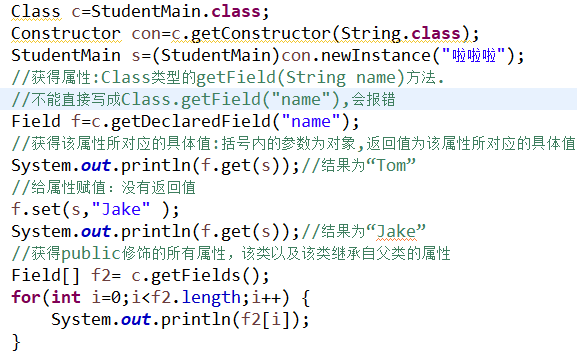 Class c=StudentMain.class;
Constructor con=c.getConstructor(String.class);
StudentMain s=(StudentMain)con.newInstance("啦啦啦");
//获得属性:Class类型的getField(String name)方法.
//不能直接写成Class.getField("name"),会报错
Field f=c.getDeclaredField("name");
//获得该属性所对应的具体值:括号内的参数为对象,返回值为该属性所对应的具体值
System.out.println(f.get(s));//结果为“Tom”
//给属性赋值：没有返回值
f.set(s,"Jake" );
System.out.println(f.get(s));//结果为“Jake”
//获得public修饰的所有属性，该类以及该类继承自父类的属性
Field[] f2= c.getFields();
for(int i=0;i<f2.length;i++) {
    System.out.println(f2[i]);
}